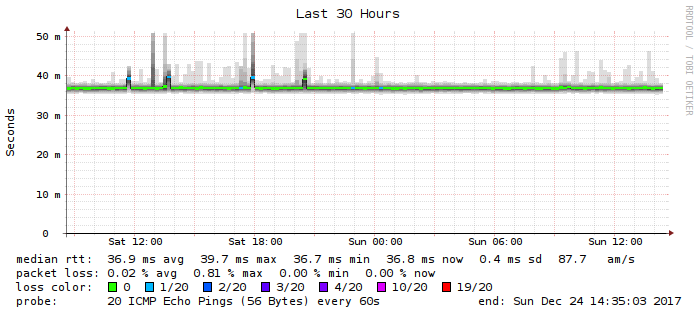 Last 30 Hours
RRDTOOL / TOBI OETIKER
Seconds
50 m
40 m
30 m
20 m
10 m
0
Sat 12:00 Sat 18:00 Sun 00:00 Sun 06:00 Sun 12:00
median rtt: 36.9 ms avg 39.7 ms max 36.7 ms min 36.8 ms now 0.4 ms sd 87.7 am/s
packet loss: 0.02 % avg 0.81 % max 0.00 % min 0.00 % now
loss color: 0 1/20 2/20 3/20 4/20 10/20 19/20
probe: 20 ICMP Echo Pings (56 Bytes) every 60s end: Sun Dec 24 14:35:03 2017